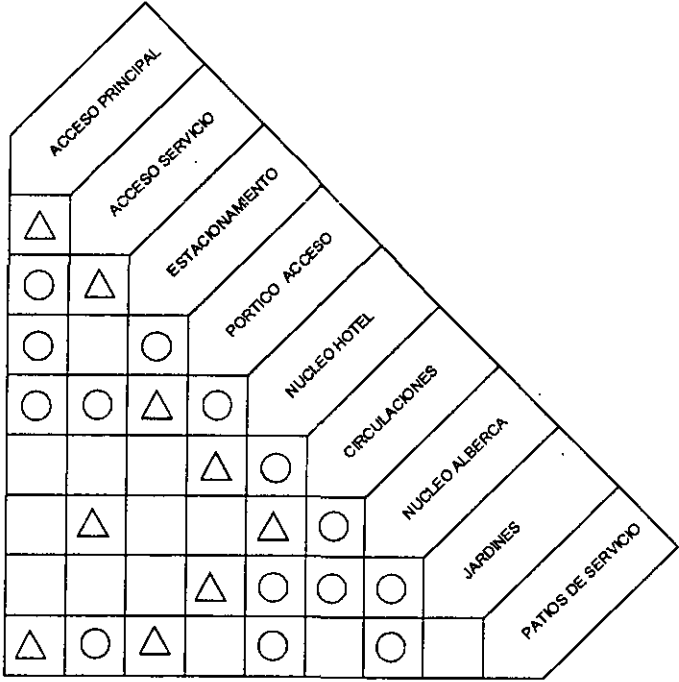 ACCESO PRINCIPAL
ACCESO SERVICIO
ESTACIONAMIENTO
PORTICO ACCESO
NUCLEO HOTEL
CIRCULACIONES
NUCLEO ALBERCA
JARDINES
PATIOS DE SERVICIO